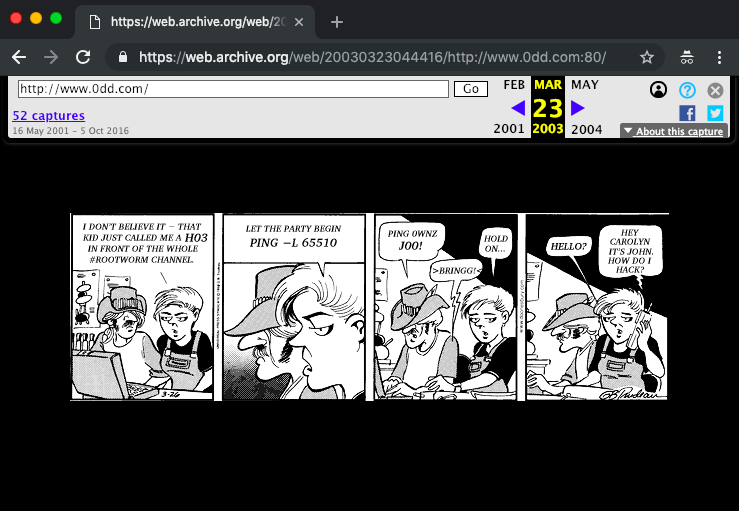 https://web.archive.org/web/20
https://web.archive.org/web/20030323044416/http://www.0dd.com:80/
http://www.0dd.com/
Go
FEB
MAR
MAY
52 captures
23
16 May 2001 – 5 Oct 2016
2001
2003
2004
About this capture
I DON'T BELIEVE IT – THAT
KID JUST CALLED ME A H03
IN FRONT OF THE WHOLE
#ROOTWORM CHANNEL.
3-26
LET THE PARTY BEGIN
PING –L 65510
PING 0WNZ
J00!
HOLD
ON...
>BRINGG!<
www.doonesbury.com
HELLO?
HEY
CAROLYN
IT'S JOHN.
HOW DO I
HACK?
GBTrudeau